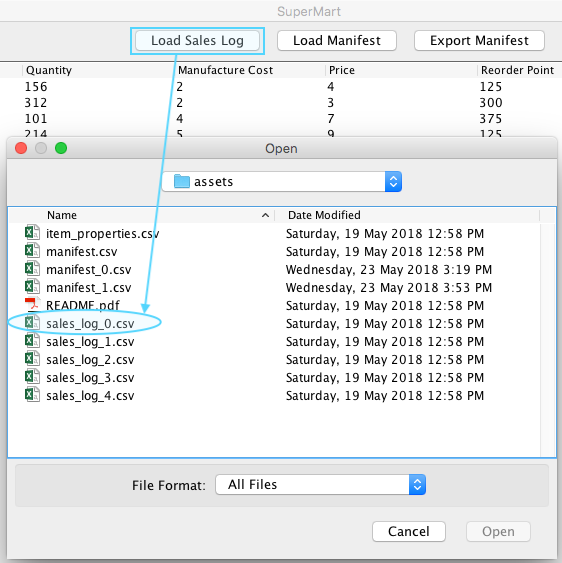 SuperMart
Load Sales Log Load Manifest Export Manifest
Quantity Manufacture Cost Price Reorder Point
156 2 4 125
312 2 3 300
101 4 7 375
214 5 9 125
Open
assets
Name Date Modified
item_properties.csv Saturday, 19 May 2018 12:58 PM
manifest.csv Saturday, 19 May 2018 12:58 PM
manifest_0.csv Wednesday, 23 May 2018 3:19 PM
manifest_1.csv Wednesday, 23 May 2018 3:53 PM
README.pdf Saturday, 19 May 2018 12:58 PM
sales_log_0.csv Saturday, 19 May 2018 12:58 PM
sales_log_1.csv Saturday, 19 May 2018 12:58 PM
sales_log_2.csv Saturday, 19 May 2018 12:58 PM
sales_log_3.csv Saturday, 19 May 2018 12:58 PM
sales_log_4.csv Saturday, 19 May 2018 12:58 PM
File Format: All Files
Cancel Open